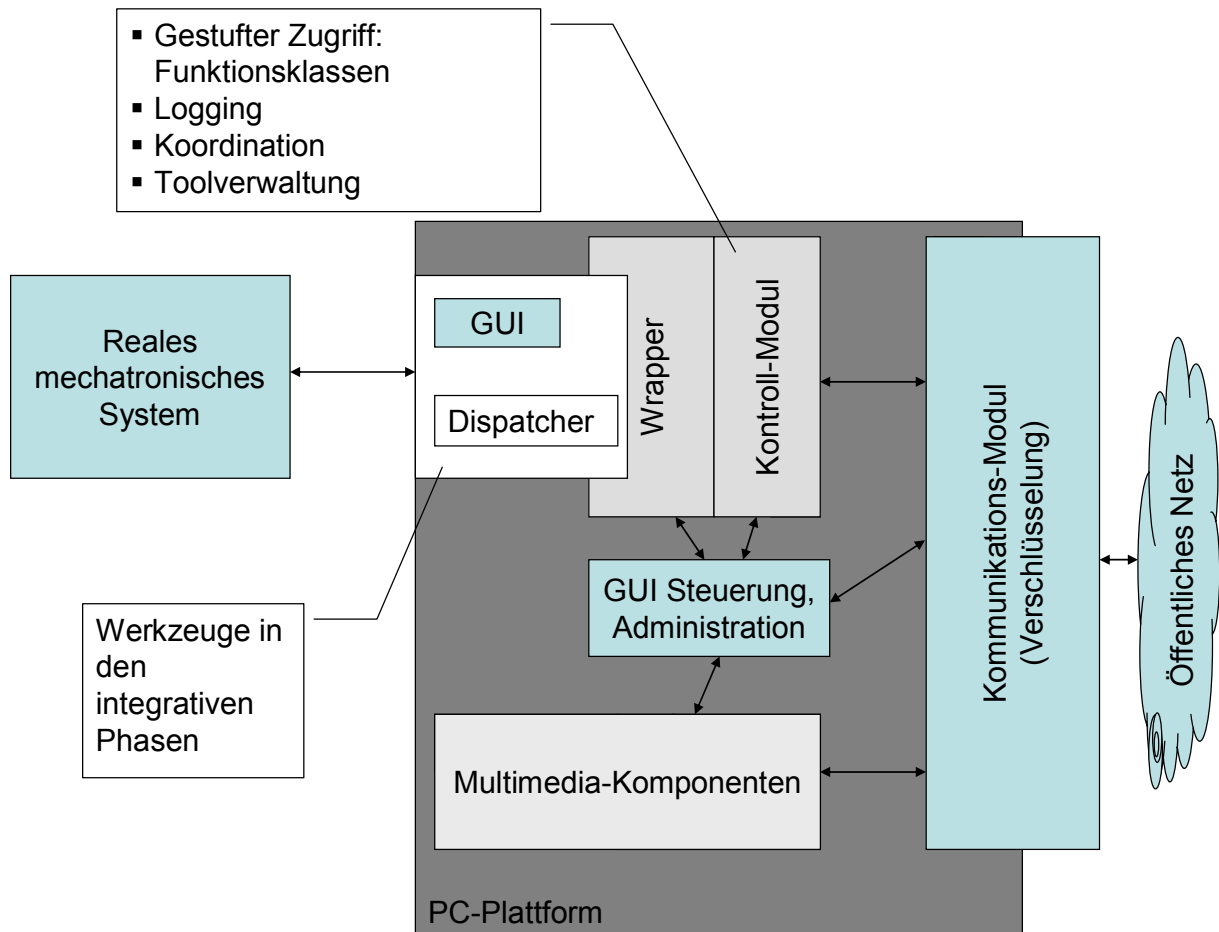 ▪ Gestufter Zugriff:
Funktionsklassen
▪ Logging
▪ Koordination
▪ Toolverwaltung
Reales
mechatronisches
System
GUI
Dispatcher
Wrapper
Kontroll-Modul
Kommunikations-Modul
(Verschlüsselung)
Öffentliches Netz
GUI Steuerung,
Administration
Werkzeuge in
den
integrativen
Phasen
Multimedia-Komponenten
PC-Plattform